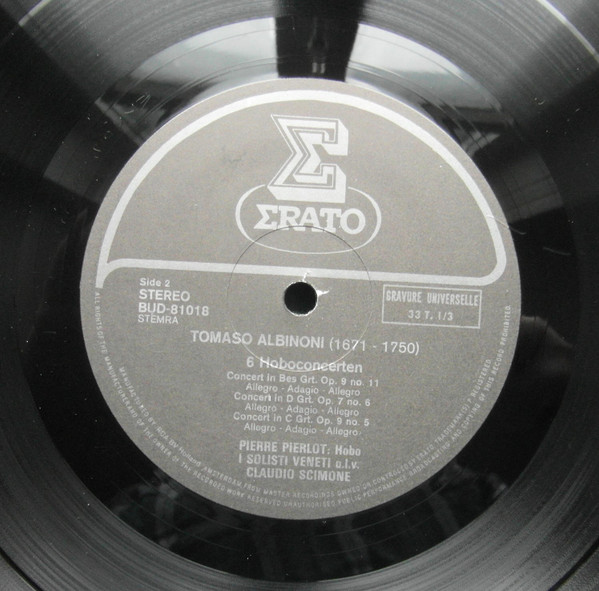 ΣRATO
Side 2
STEREO
BUD-81018
STEMRA
GRAVURE UNIVERSELLE
33 T. 1/3
TOMASO ALBINONI (1671 - 1750)
6 Hoboconcerten
Concert in Bes Grt. Op. 9 no. 11
Allegro - Adagio - Allegro
Concert in D Grt. Op. 7 no. 6
Allegro - Adagio - Allegro
Concert in C Grt. Op. 9 no. 5
Allegro - Adagio - Allegro
PIERRE PIERLOT: Hobo
I SOLISTI VENETI o.l.v.
CLAUDIO SCIMONE